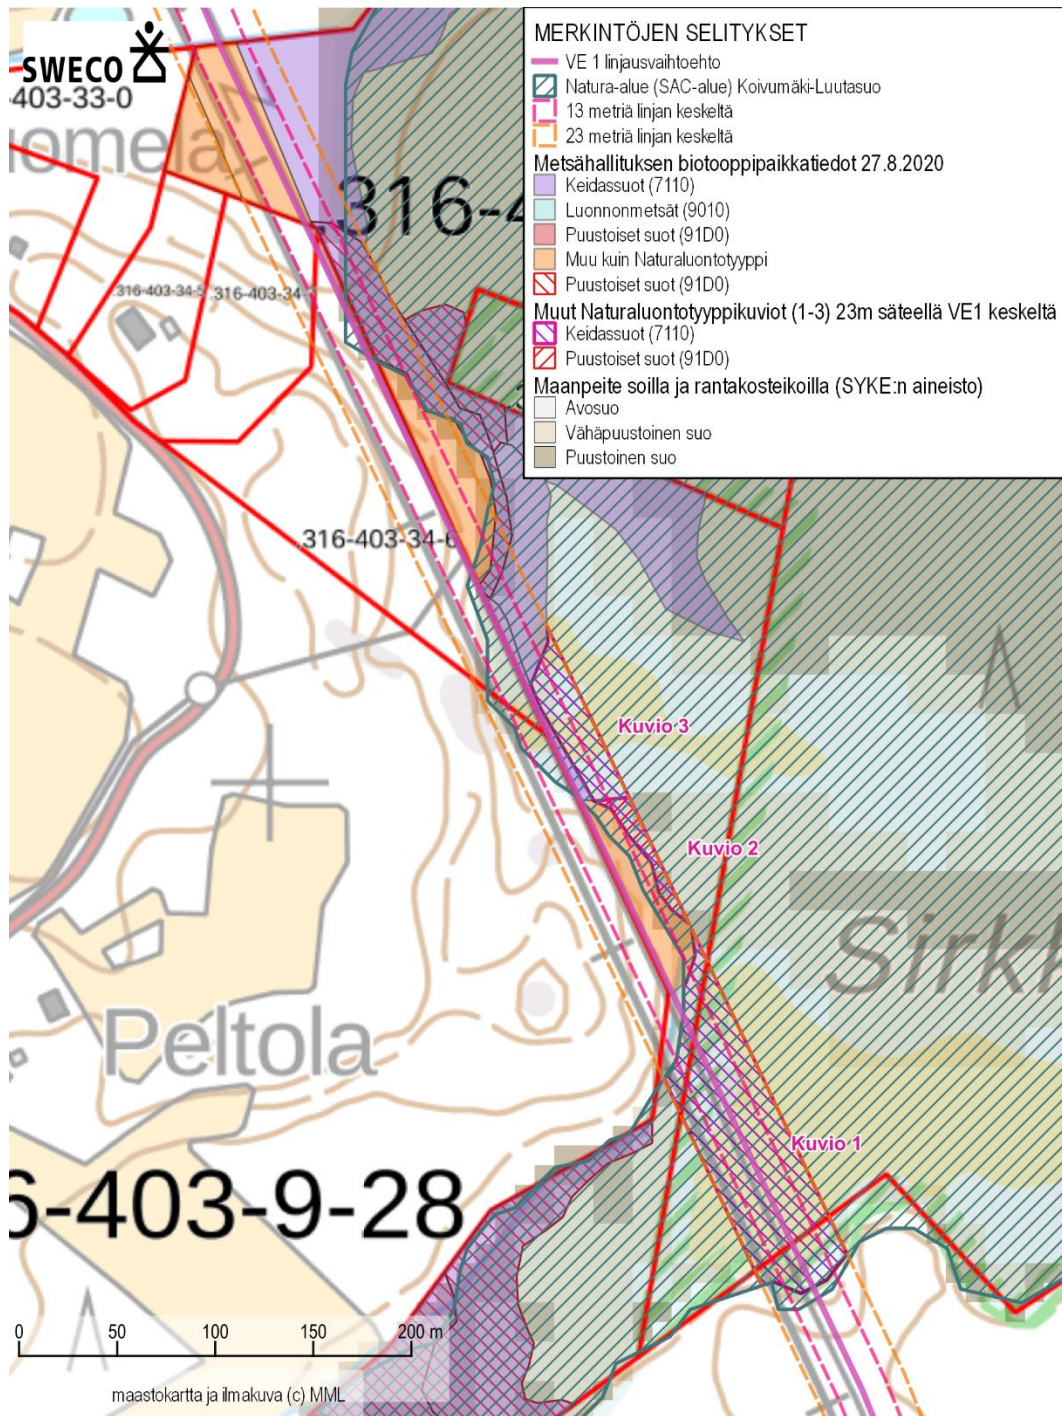 SWECO
-403-33-0
omela
.316-4
.316-403-34-5
.316-403-34-
.316-403-34-6
MERKINTÖJEN SELITYKSET
VE 1 linjausvaihtoehto
Natura-alue (SAC-alue) Koivumäki-Luutasuo
13 metriä linjan keskeltä
23 metriä linjan keskeltä
Metsähallituksen biotooppipaikkatiedot 27.8.2020
Keidassuot (7110)
Luonnonmetsät (9010)
Puustoiset suot (91D0)
Muu kuin Naturaluontotyyppi
Puustoiset suot (91D0)
Muut Naturaluontotyyppikuviot (1-3) 23m säteellä VE1 keskeltä
Keidassuot (7110)
Puustoiset suot (91D0)
Maanpeite soilla ja rantakosteikoilla (SYKE:n aineisto)
Avosuo
Vähäpuustoinen suo
Puustoinen suo
Kuvio 3
Kuvio 2
Sirkk
Peltola
Kuvio 1
6-403-9-28
0 50 100 150 200 m
maastokartta ja ilmakuva (c) MML